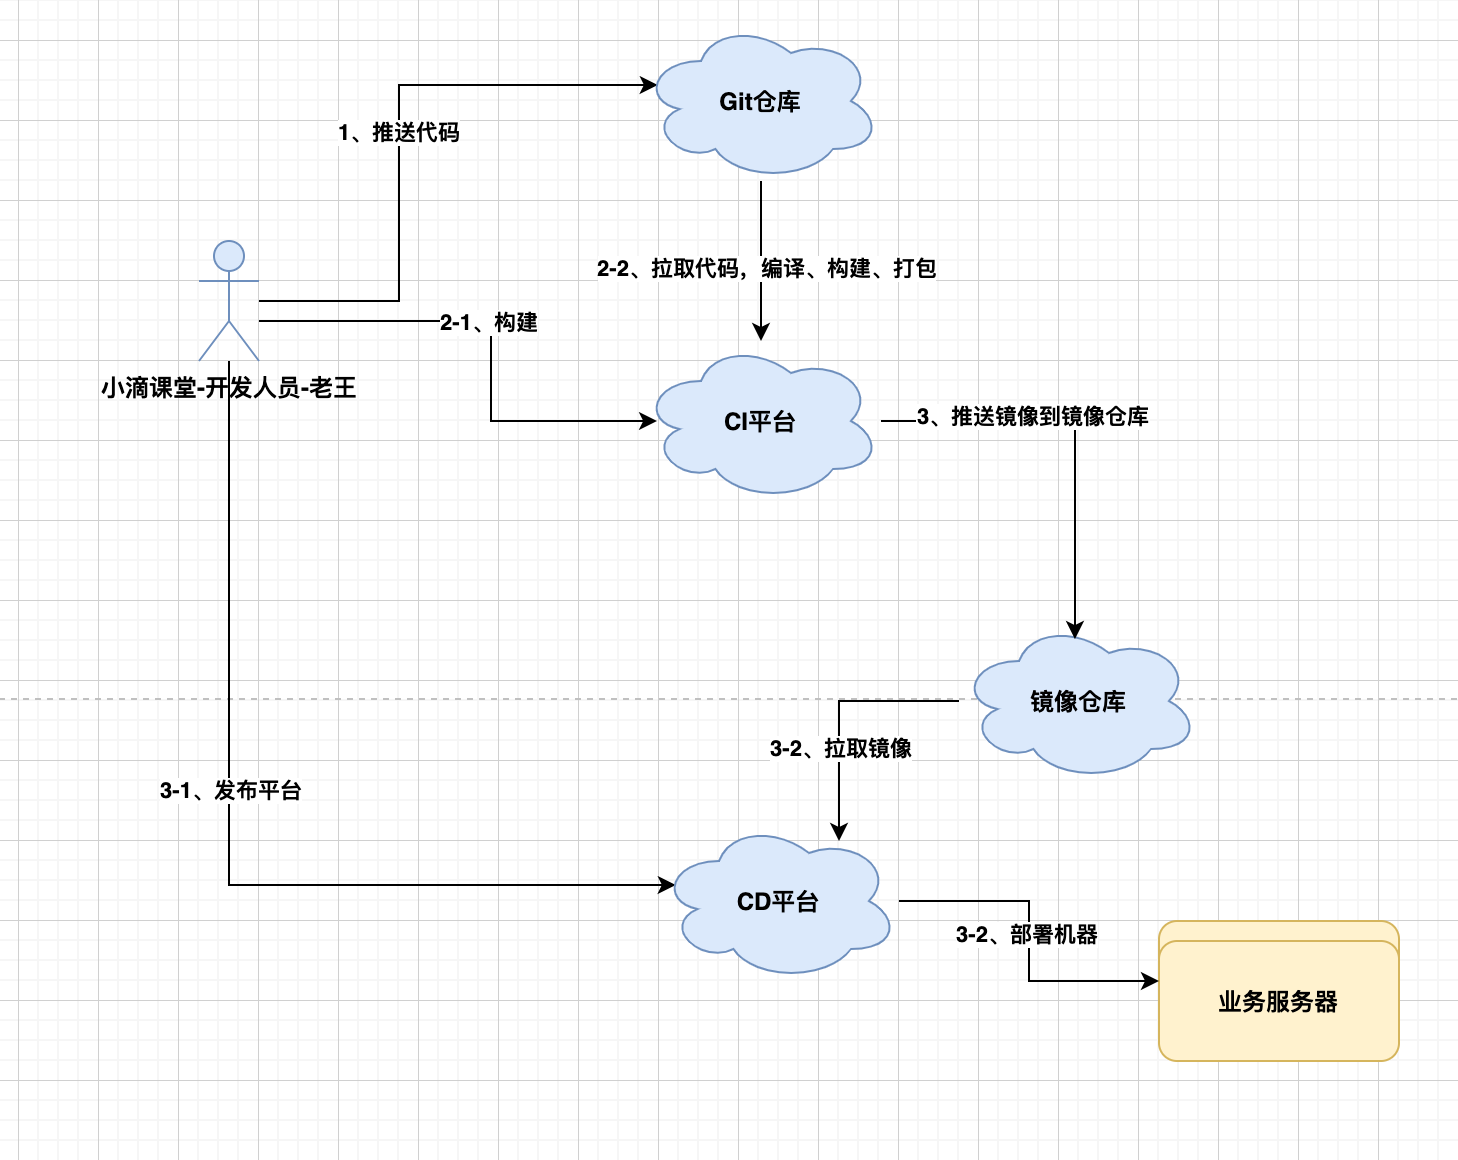 Git仓库
1、推送代码
2-2、拉取代码，编译、构建、打包
2-1、构建
小滴课堂-开发人员-老王
CI平台
3、推送镜像到镜像仓库
镜像仓库
3-2、拉取镜像
3-1、发布平台
CD平台
3-2、部署机器
业务服务器